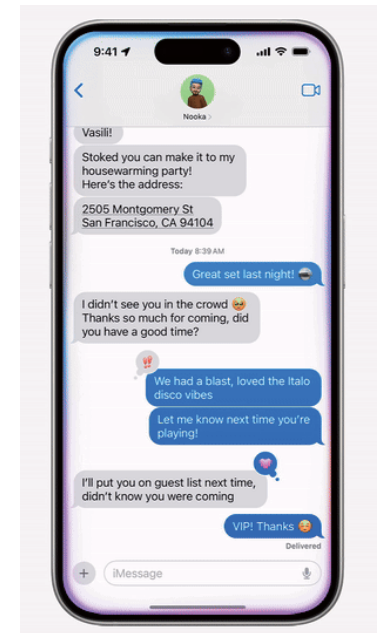 9:41
Nooka
Vasili!
Stoked you can make it to my
housewarming party!
Here's the address:
2505 Montgomery St
San Francisco, CA 94104
Today 8:39 AM
Great set last night!
I didn't see you in the crowd
Thanks so much for coming, did
you have a good time?
We had a blast, loved the Italo
disco vibes
Let me know next time you're
playing!
I'll put you on guest list next time,
didn't know you were coming
VIP! Thanks
Delivered
iMessage